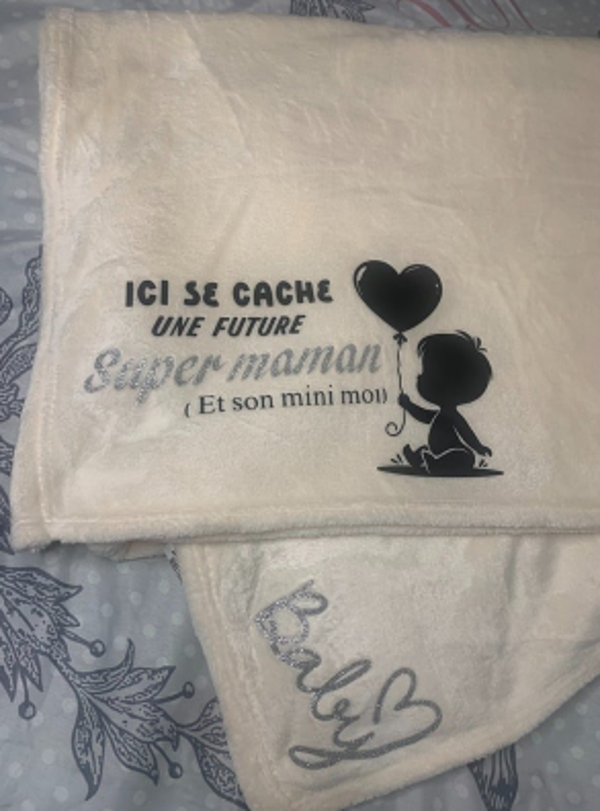 ICI SE CACHE
UNE FUTURE
Super maman
( Et son mini moi)
Baby